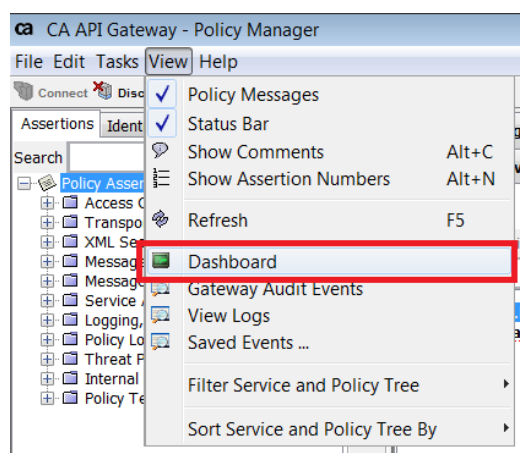 ca CA API Gateway - Policy Manager
File Edit Tasks View Help
Connect Disc
Policy Messages
Assertions Ident
Status Bar
Search
Show Comments Alt+C
Policy Asser
Show Assertion Numbers Alt+N
Access C
Transpo
Refresh F5
XML Sec
Message
Dashboard
Message
Gateway Audit Events
Service
Logging,
View Logs
Policy Lo
Saved Events ...
Threat P
Internal
Filter Service and Policy Tree
Policy Te
Sort Service and Policy Tree By